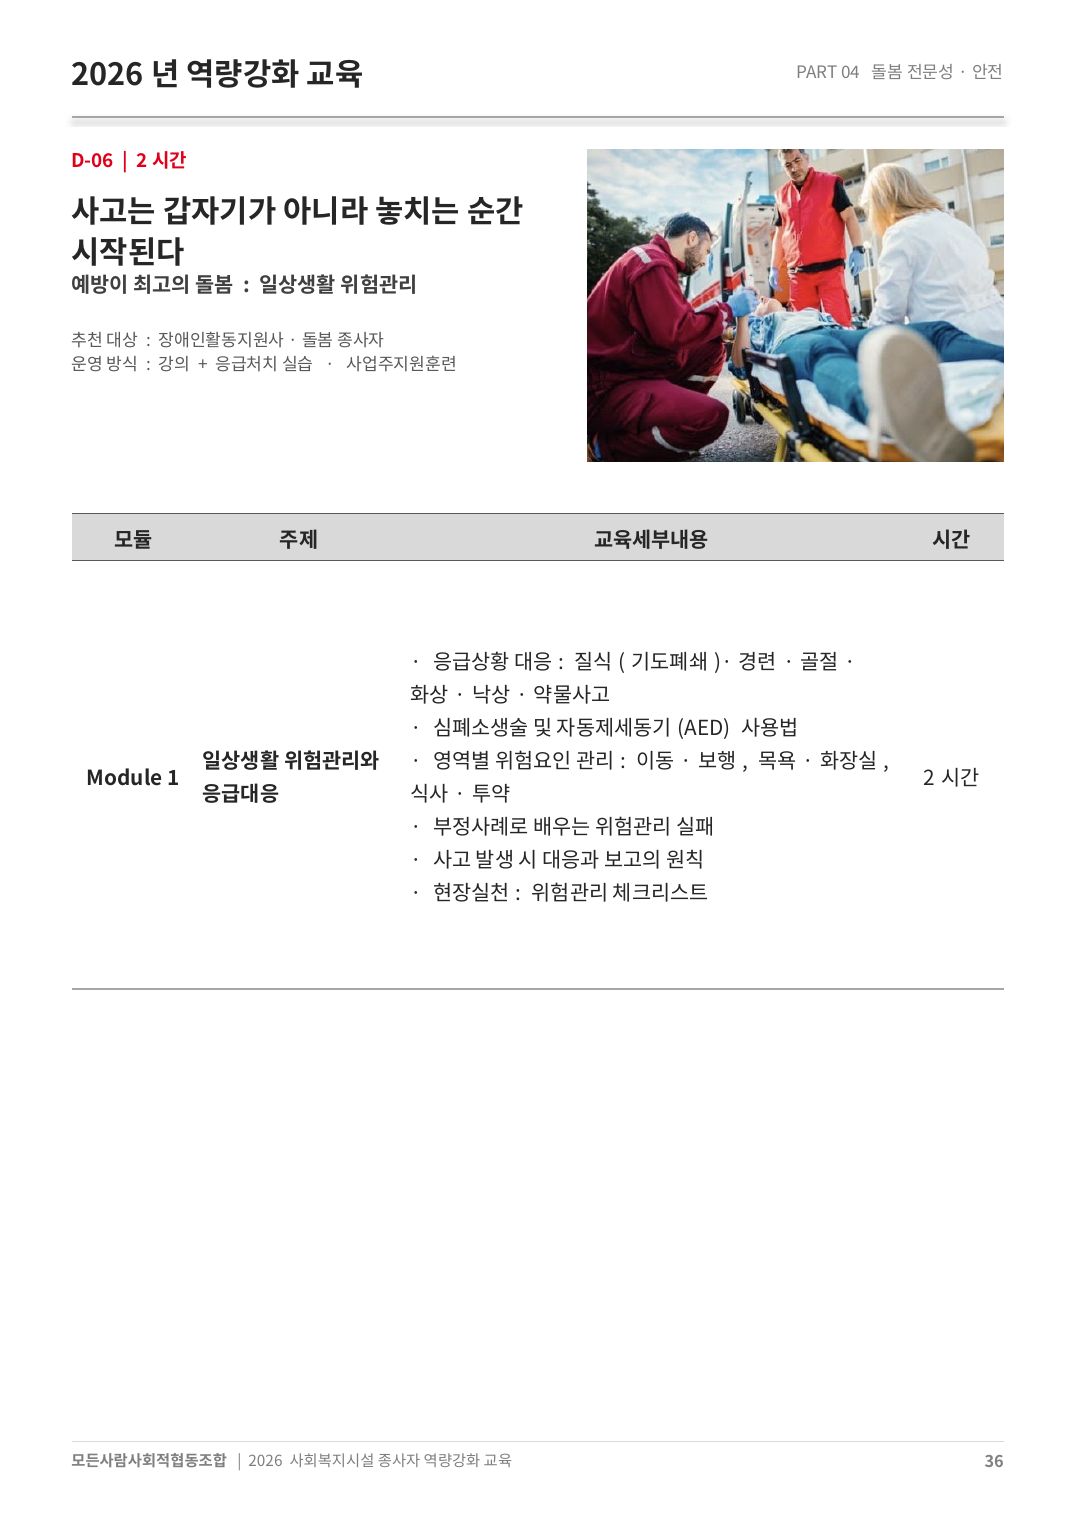 2026 년 역량강화 교육
PART 04 돌봄 전문성 · 안전
D-06 | 2 시간
사고는 갑자기가 아니라 놓치는 순간
시작된다
예방이 최고의 돌봄 : 일상생활 위험관리
추천 대상 : 장애인활동지원사 · 돌봄 종사자
운영 방식 : 강의 + 응급처치 실습 · 사업주지원훈련
모듈 주제 교육세부내용 시간
Module 1
일상생활 위험관리와
응급대응
· 응급상황 대응 : 질식 ( 기도폐쇄 )· 경련 · 골절 ·
화상 · 낙상 · 약물사고
· 심폐소생술 및 자동제세동기 (AED) 사용법
· 영역별 위험요인 관리 : 이동 · 보행 , 목욕 · 화장실 ,
식사 · 투약
· 부정사례로 배우는 위험관리 실패
· 사고 발생 시 대응과 보고의 원칙
· 현장실천 : 위험관리 체크리스트
2 시간
모든사람사회적협동조합 | 2026 사회복지시설 종사자 역량강화 교육
36